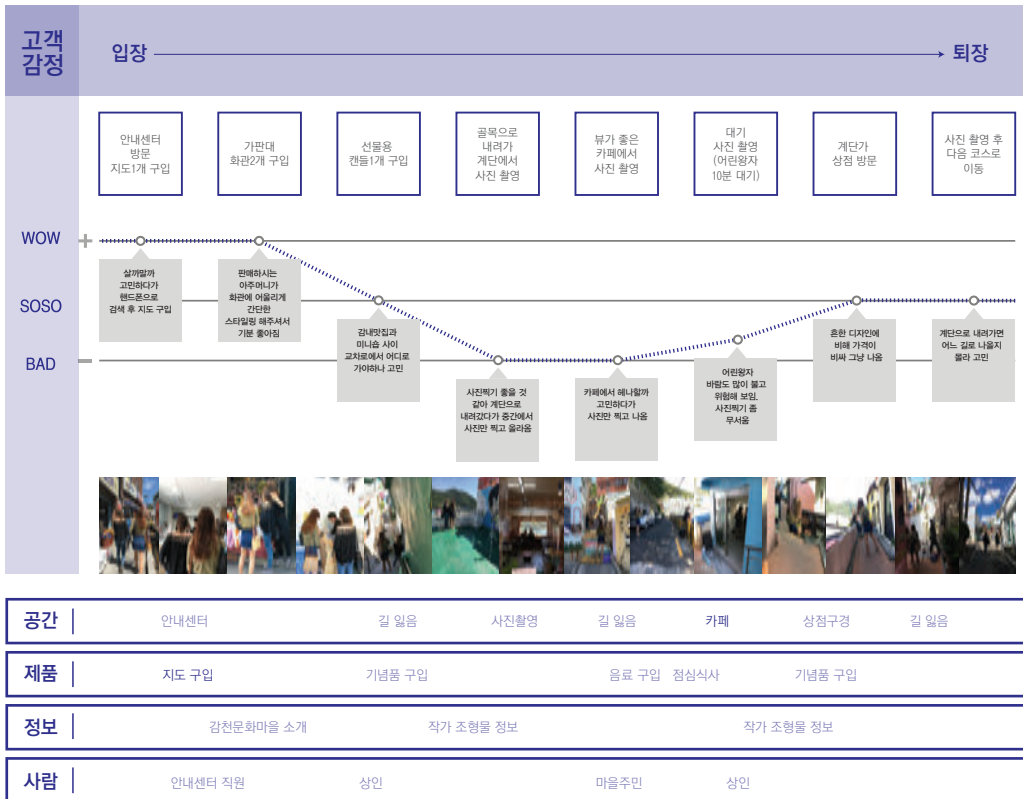 고객
감정
입장
퇴장
안내센터
방문
지도1개 구입
가판대
화관2개 구입
선물용
캔들1개 구입
골목으로
내려가
계단에서
사진 촬영
뷰가 좋은
카페에서
사진 촬영
대기
사진 촬영
(어린왕자
10분 대기)
계단가
상점 방문
사진 촬영 후
다음 코스로
이동
WOW
SOSO
BAD
살까말까
고민하다가
핸드폰으로
검색 후 지도 구입
판매하시는
아주머니가
화관에 어울리게
간단한
스타일링 해주셔서
기분 좋아짐
감내맛집과
미니숍 사이
교차로에서 어디로
가야하나 고민
사진찍기 좋을 것
같아 계단으로
내려갔다가 중간에서
사진만 찍고 올라옴
카페에서 헤나할까
고민하다가
사진만 찍고 나옴
어린왕자
바람도 많이 불고
위험해 보임.
사진찍기 좀
무서움
흔한 디자인에
비해 가격이
비싸 그냥 나옴
계단으로 내려가면
어느 길로 나올지
몰라 고민
공간
안내센터
길 잃음
사진촬영
길 잃음
카페
상점구경
길 잃음
제품
지도 구입
기념품 구입
음료 구입
점심식사
기념품 구입
정보
감천문화마을 소개
작가 조형물 정보
작가 조형물 정보
사람
안내센터 직원
상인
마을주민
상인